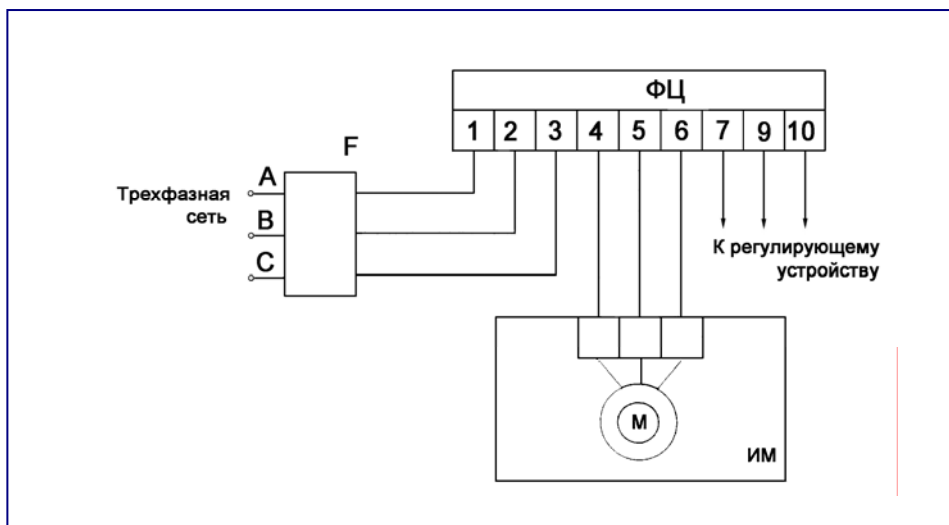 ФЦ
1 2 3 4 5 6 7 9 10
F
A
Трехфазная
сеть
B
C
К регулирующему
устройству
М
ИМ